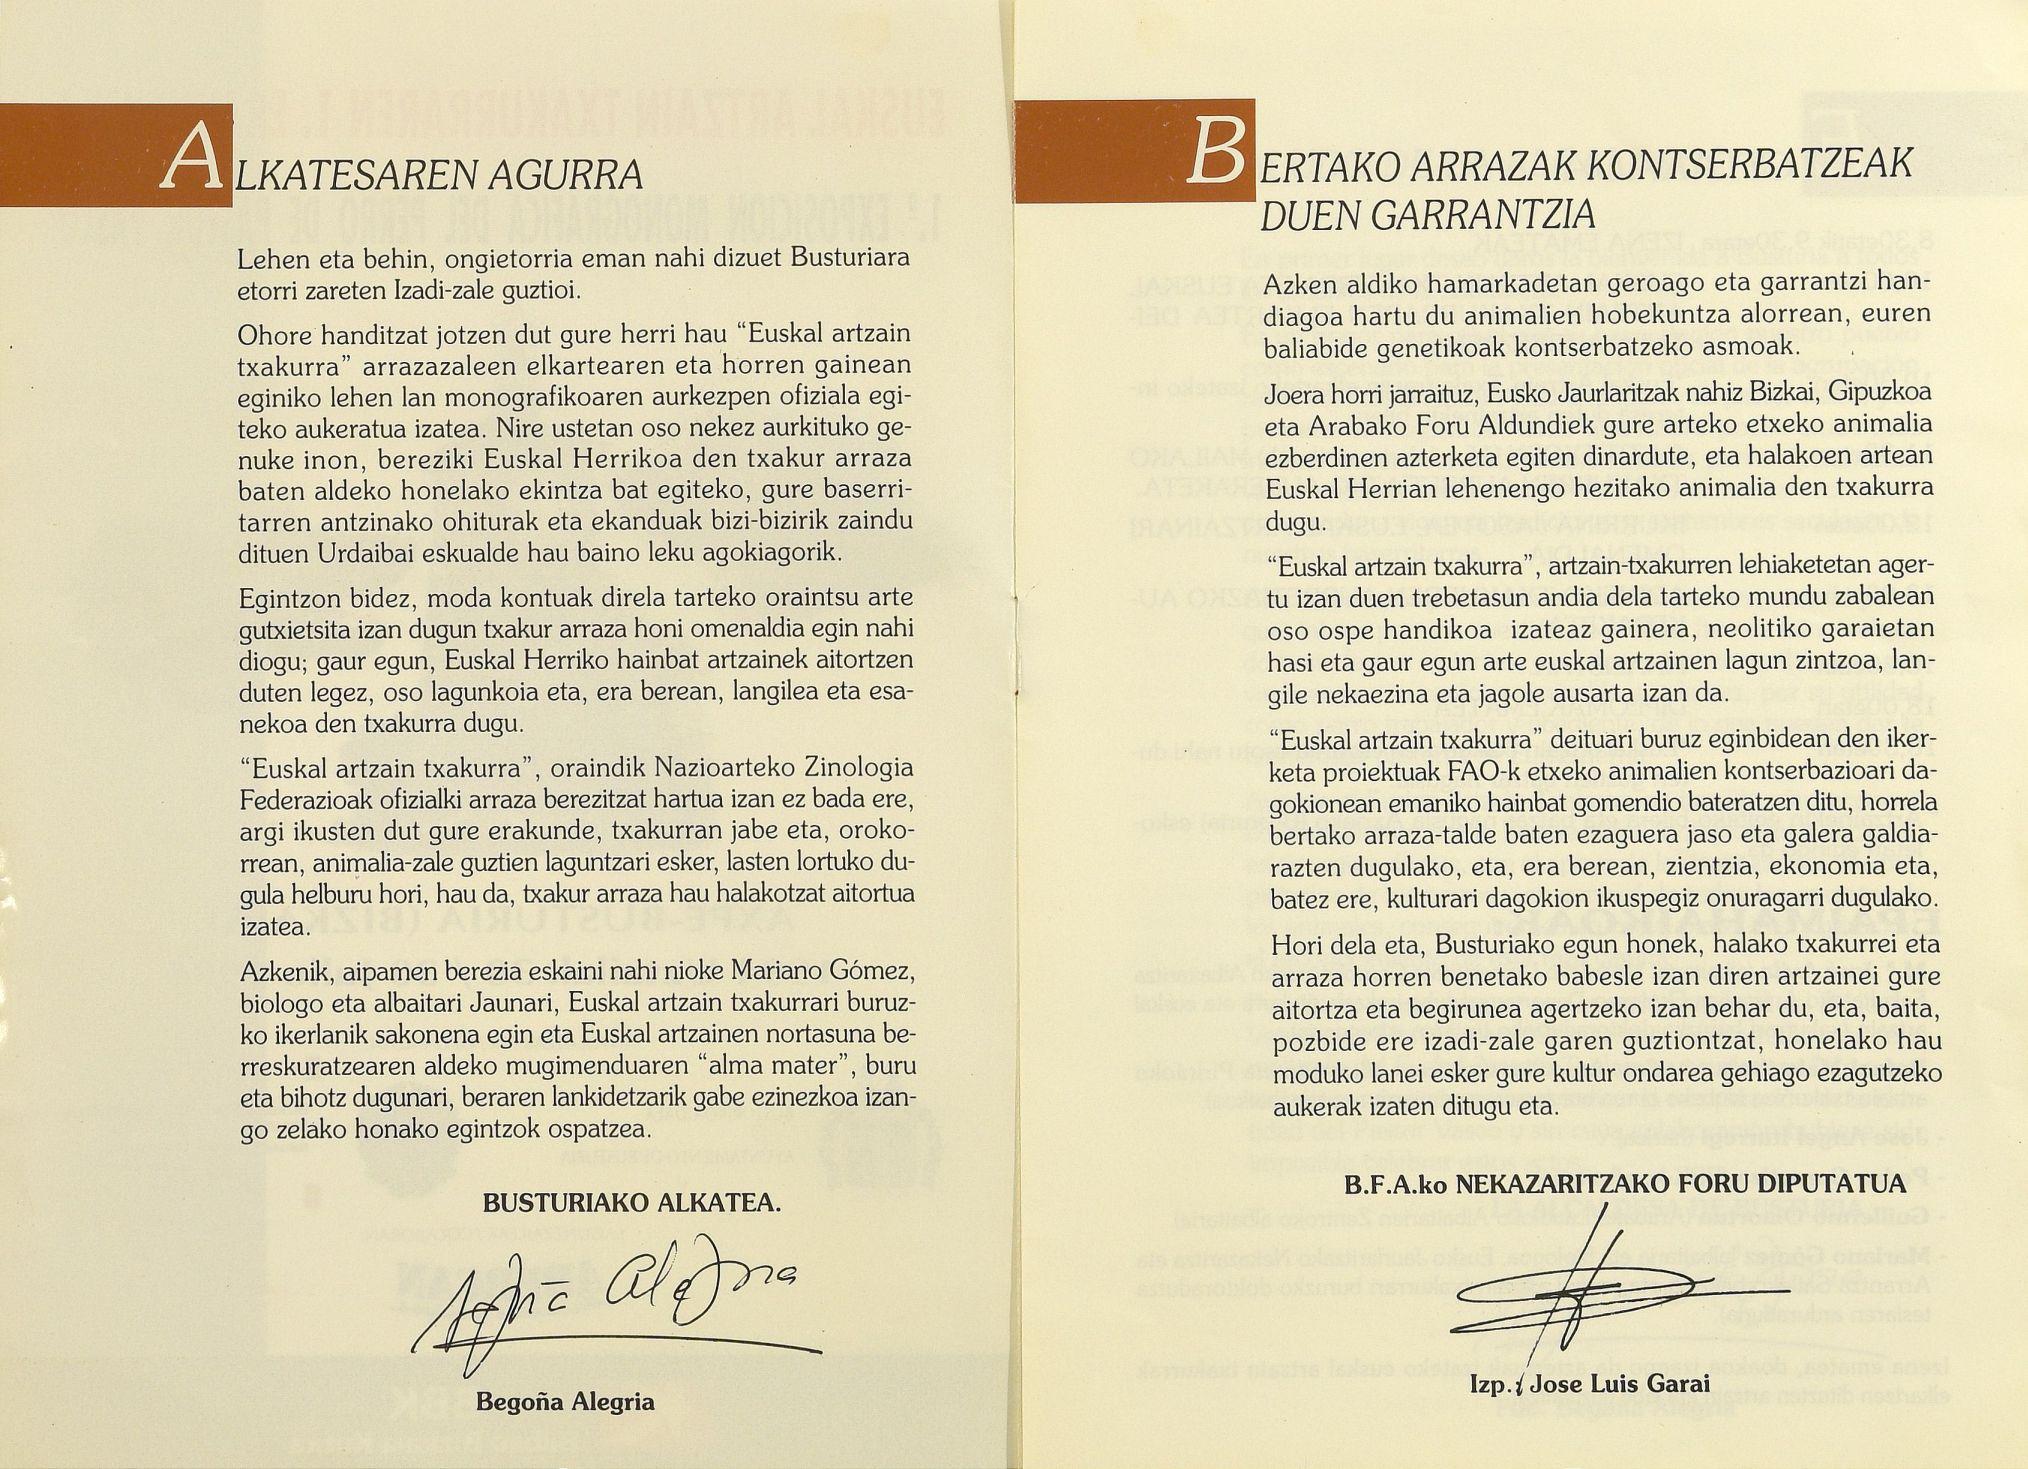 ALKATESAREN AGURRA
Lehen eta behin, ongietorria eman nahi dizuet Busturiara
etorri zareten Izadi-zale guztioi.
Ohore handitzat jotzen dut gure herri hau “Euskal artzain
txakurra” arrazazaleen elkartearen eta horren gainean
eginiko lehen lan monografikoaren aurkezpen ofiziala egi-
teko aukeratua izatea. Nire ustetan oso nekez aurkituko ge-
nuke inon, bereziki Euskal Herrikoa den txakur arraza
baten aldeko honelako ekintza bat egiteko, gure baserri-
tarren antzinako ohiturak eta ekanduak bizi-bizirik zaindu
dituen Urdaibai eskualde hau baino leku agokiagorik.
Egintzon bidez, moda kontuak direla tarteko oraintsu arte
gutxietsita izan dugun txakur arraza honi omenaldia egin nahi
diogu; gaur egun, Euskal Herriko hainbat artzainek aitortzen
duten legez, oso lagunkoia eta, era berean, langilea eta esa-
nekoa den txakurra dugu.
“Euskal artzain txakurra”, oraindik Nazioarteko Zinologia
Federazioak ofizialki arraza berezitzat hartua izan ez bada ere,
argi ikusten dut gure erakunde, txakurran jabe eta, oroko-
rrean, animalia-zale guztien laguntzari esker, lasten lortuko du-
gula helburu hori, hau da, txakur arraza hau halakotzat aitortua
izatea.
Azkenik, aipamen berezia eskaini nahi nioke Mariano Gómez,
biologo eta albaitari Jaunari, Euskal artzain txakurrari buruz-
ko ikerlanik sakonena egin eta Euskal artzainen nortasuna be-
rreskuratzearen aldeko mugimenduaren “alma mater”, buru
eta bihotz dugunari, beraren lankidetzarik gabe ezinezkoa izan-
go zelako honako egintzok ospatzea.
BUSTURIAKO ALKATEA.
Begoña Alegria
BERTAKO ARRAZAK KONTSERBATZEAK
DUEN GARRANTZIA
Azken aldiko hamarkadetan geroago eta garrantzi han-
diagoa hartu du animalien hobekuntza alorrean, euren
baliabide genetikoak kontserbatzeko asmoak.
Joera horri jarraituz, Eusko Jaurlaritzak nahiz Bizkai, Gipuzkoa
eta Arabako Foru Aldundiek gure arteko etxeko animalia
ezberdinen azterketa egiten dinardute, eta halakoen artean
Euskal Herrian lehenengo hezitako animalia den txakurra
dugu.
“Euskal artzain txakurra”, artzain-txakurren lehiaketetan ager-
tu izan duen trebetasun andia dela tarteko mundu zabalean
oso ospe handikoa izateaz gainera, neolitiko garaietan
hasi eta gaur egun arte euskal artzainen lagun zintzoa, lan-
gile nekaezina eta jagole ausarta izan da.
“Euskal artzain txakurra” deituari buruz eginbidean den iker-
keta proiektuak FAO-k etxeko animalien kontserbazioari da-
gokionean emaniko hainbat gomendio bateratzen ditu, horrela
bertako arraza-talde baten ezaguera jaso eta galera galdia-
razten dugulako, eta, era berean, zientzia, ekonomia eta,
batez ere, kulturari dagokion ikuspegiz onuragarri dugulako.
Hori dela eta, Busturiako egun honek, halako txakurrei eta
arraza horren benetako babesle izan diren artzainei gure
aitortza eta begirunea agertzeko izan behar du, eta, baita,
pozbide ere izadi-zale garen guztiontzat, honelako hau
moduko lanei esker gure kultur ondarea gehiago ezagutzeko
aukerak izaten ditugu eta.
B.F.A.ko NEKAZARITZAKO FORU DIPUTATUA
Izp.: Jose Luis Garai